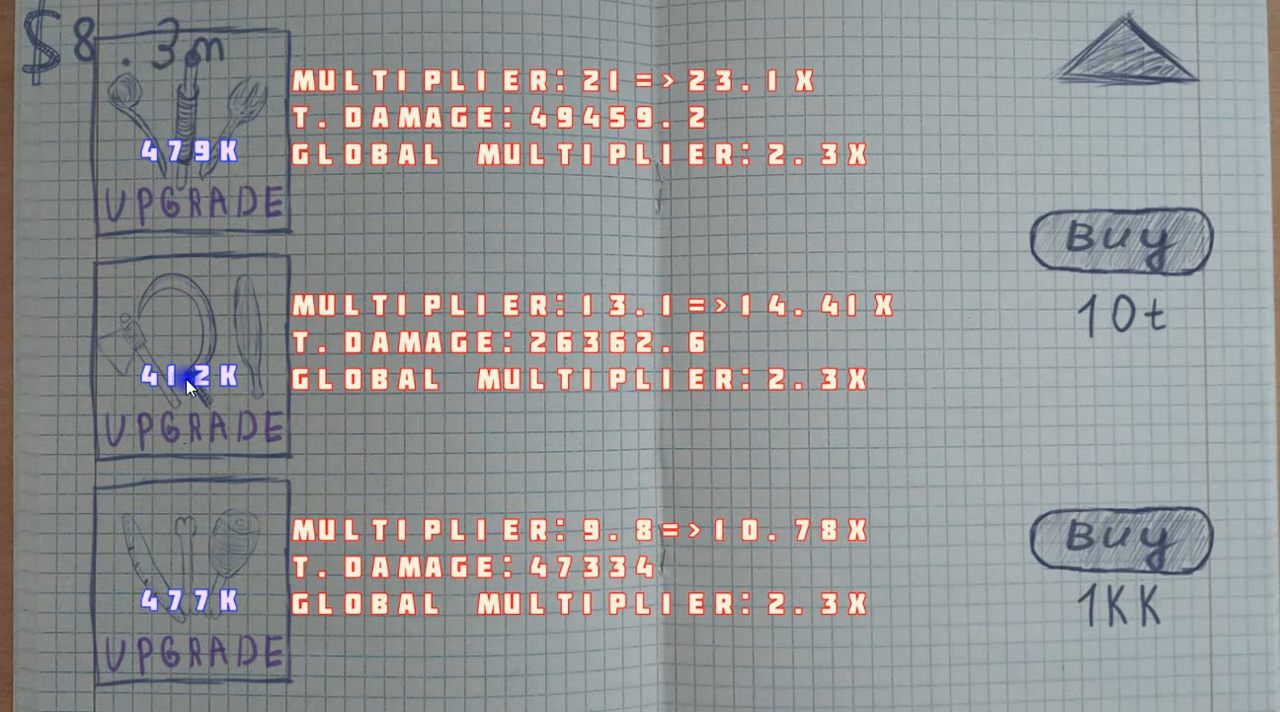 $8.3m
MULTIPLIER: 21 => 23.1 X
T. DAMAGE: 49459.2
479K
GLOBAL MULTIPLIER: 2.3X
UPGRADE
Buy
10t
MULTIPLIER: 13.1 => 14.41 X
T. DAMAGE: 26362.6
412K
GLOBAL MULTIPLIER: 2.3X
UPGRADE
MULTIPLIER: 9.8 => 10.78X
Buy
T. DAMAGE: 47334
477K
GLOBAL MULTIPLIER: 2.3X
1KK
UPGRADE